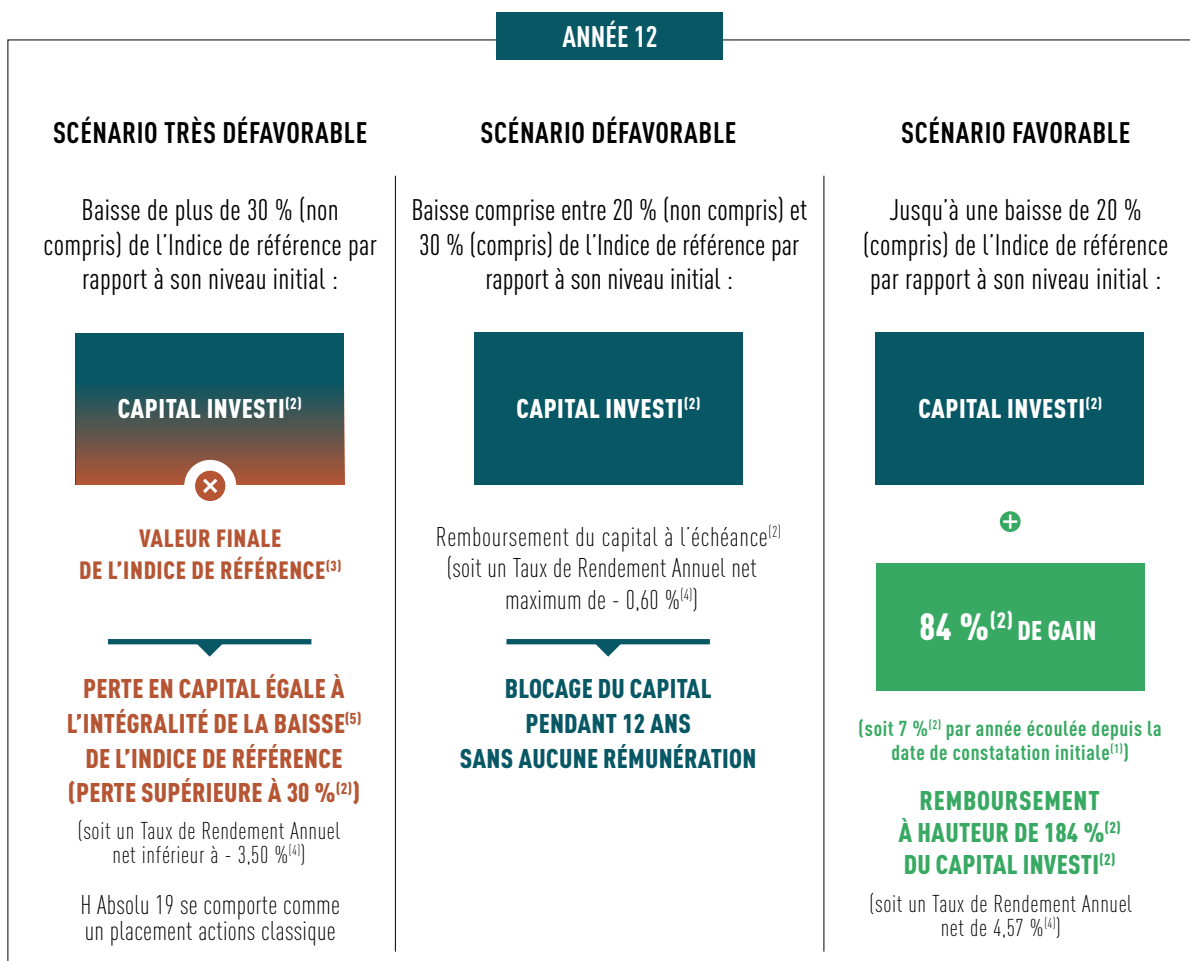 ANNÉE 12
SCÉNARIO TRÈS DÉFAVORABLE
Baisse de plus de 30 % (non
compris) de l'Indice de référence par
rapport à son niveau initial :
CAPITAL INVESTI(2)
VALEUR FINALE
DE L'INDICE DE RÉFÉRENCE(3)
PERTE EN CAPITAL ÉGALE À
L'INTÉGRALITÉ DE LA BAISSE(5)
DE L'INDICE DE RÉFÉRENCE
(PERTE SUPÉRIEURE À 30 %(2))
(soit un Taux de Rendement Annuel
net inférieur à - 3,50 %(4))
H Absolu 19 se comporte comme
un placement actions classique
SCÉNARIO DÉFAVORABLE
Baisse comprise entre 20 % (non compris) et
30 % (compris) de l'Indice de référence par
rapport à son niveau initial :
CAPITAL INVESTI(2)
Remboursement du capital à l'échéance(2)
(soit un Taux de Rendement Annuel net
maximum de - 0,60 %(4))
BLOCAGE DU CAPITAL
PENDANT 12 ANS
SANS AUCUNE RÉMUNÉRATION
SCÉNARIO FAVORABLE
Jusqu'à une baisse de 20 %
(compris) de l'Indice de référence
par rapport à son niveau initial :
CAPITAL INVESTI(2)
84 %(2) DE GAIN
(soit 7 %(2) par année écoulée depuis la
date de constatation initiale(1))
REMBOURSEMENT
À HAUTEUR DE 184 %(2)
DU CAPITAL INVESTI(2)
(soit un Taux de Rendement Annuel
net de 4,57 %(4))